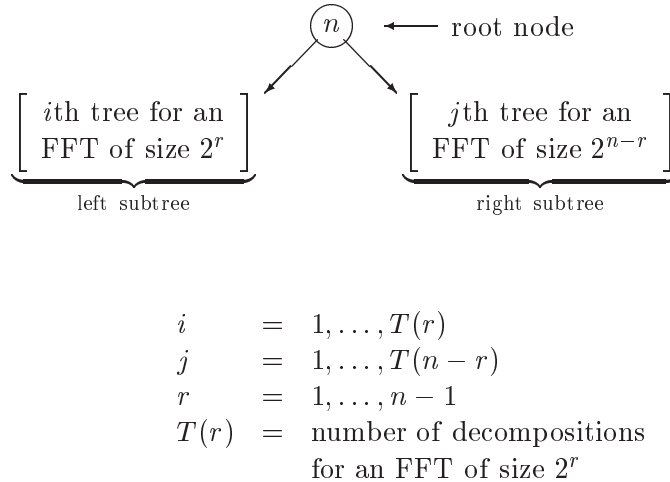 n ← root node
ith tree for an
FFT of size 2^r
left subtree
jth tree for an
FFT of size 2^{n−r}
right subtree
i = 1, . . . , T(r)
j = 1, . . . , T(n − r)
r = 1, . . . , n − 1
T(r) = number of decompositions
for an FFT of size 2^r